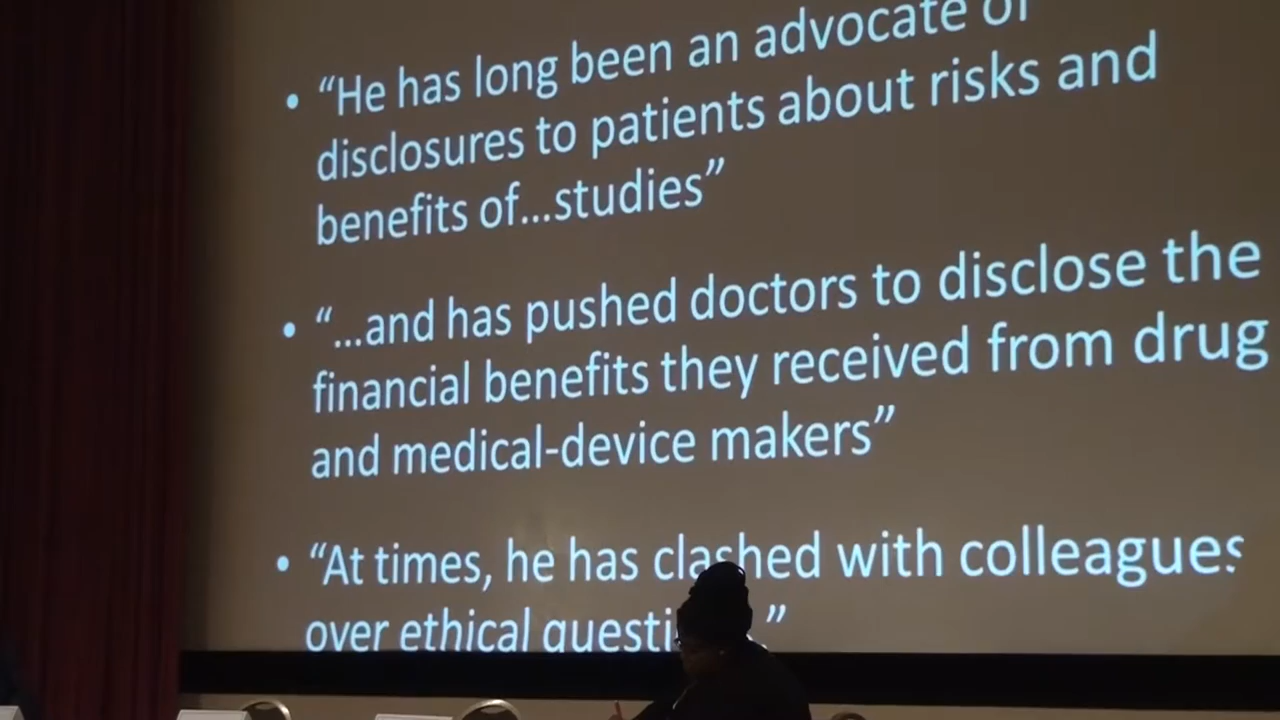 • “He has long been an advocate of
disclosures to patients about risks and
benefits of...studies”
• “...and has pushed doctors to disclose the
financial benefits they received from drug
and medical-device makers”
• “At times, he has clashed with colleagues
over ethical questi .”